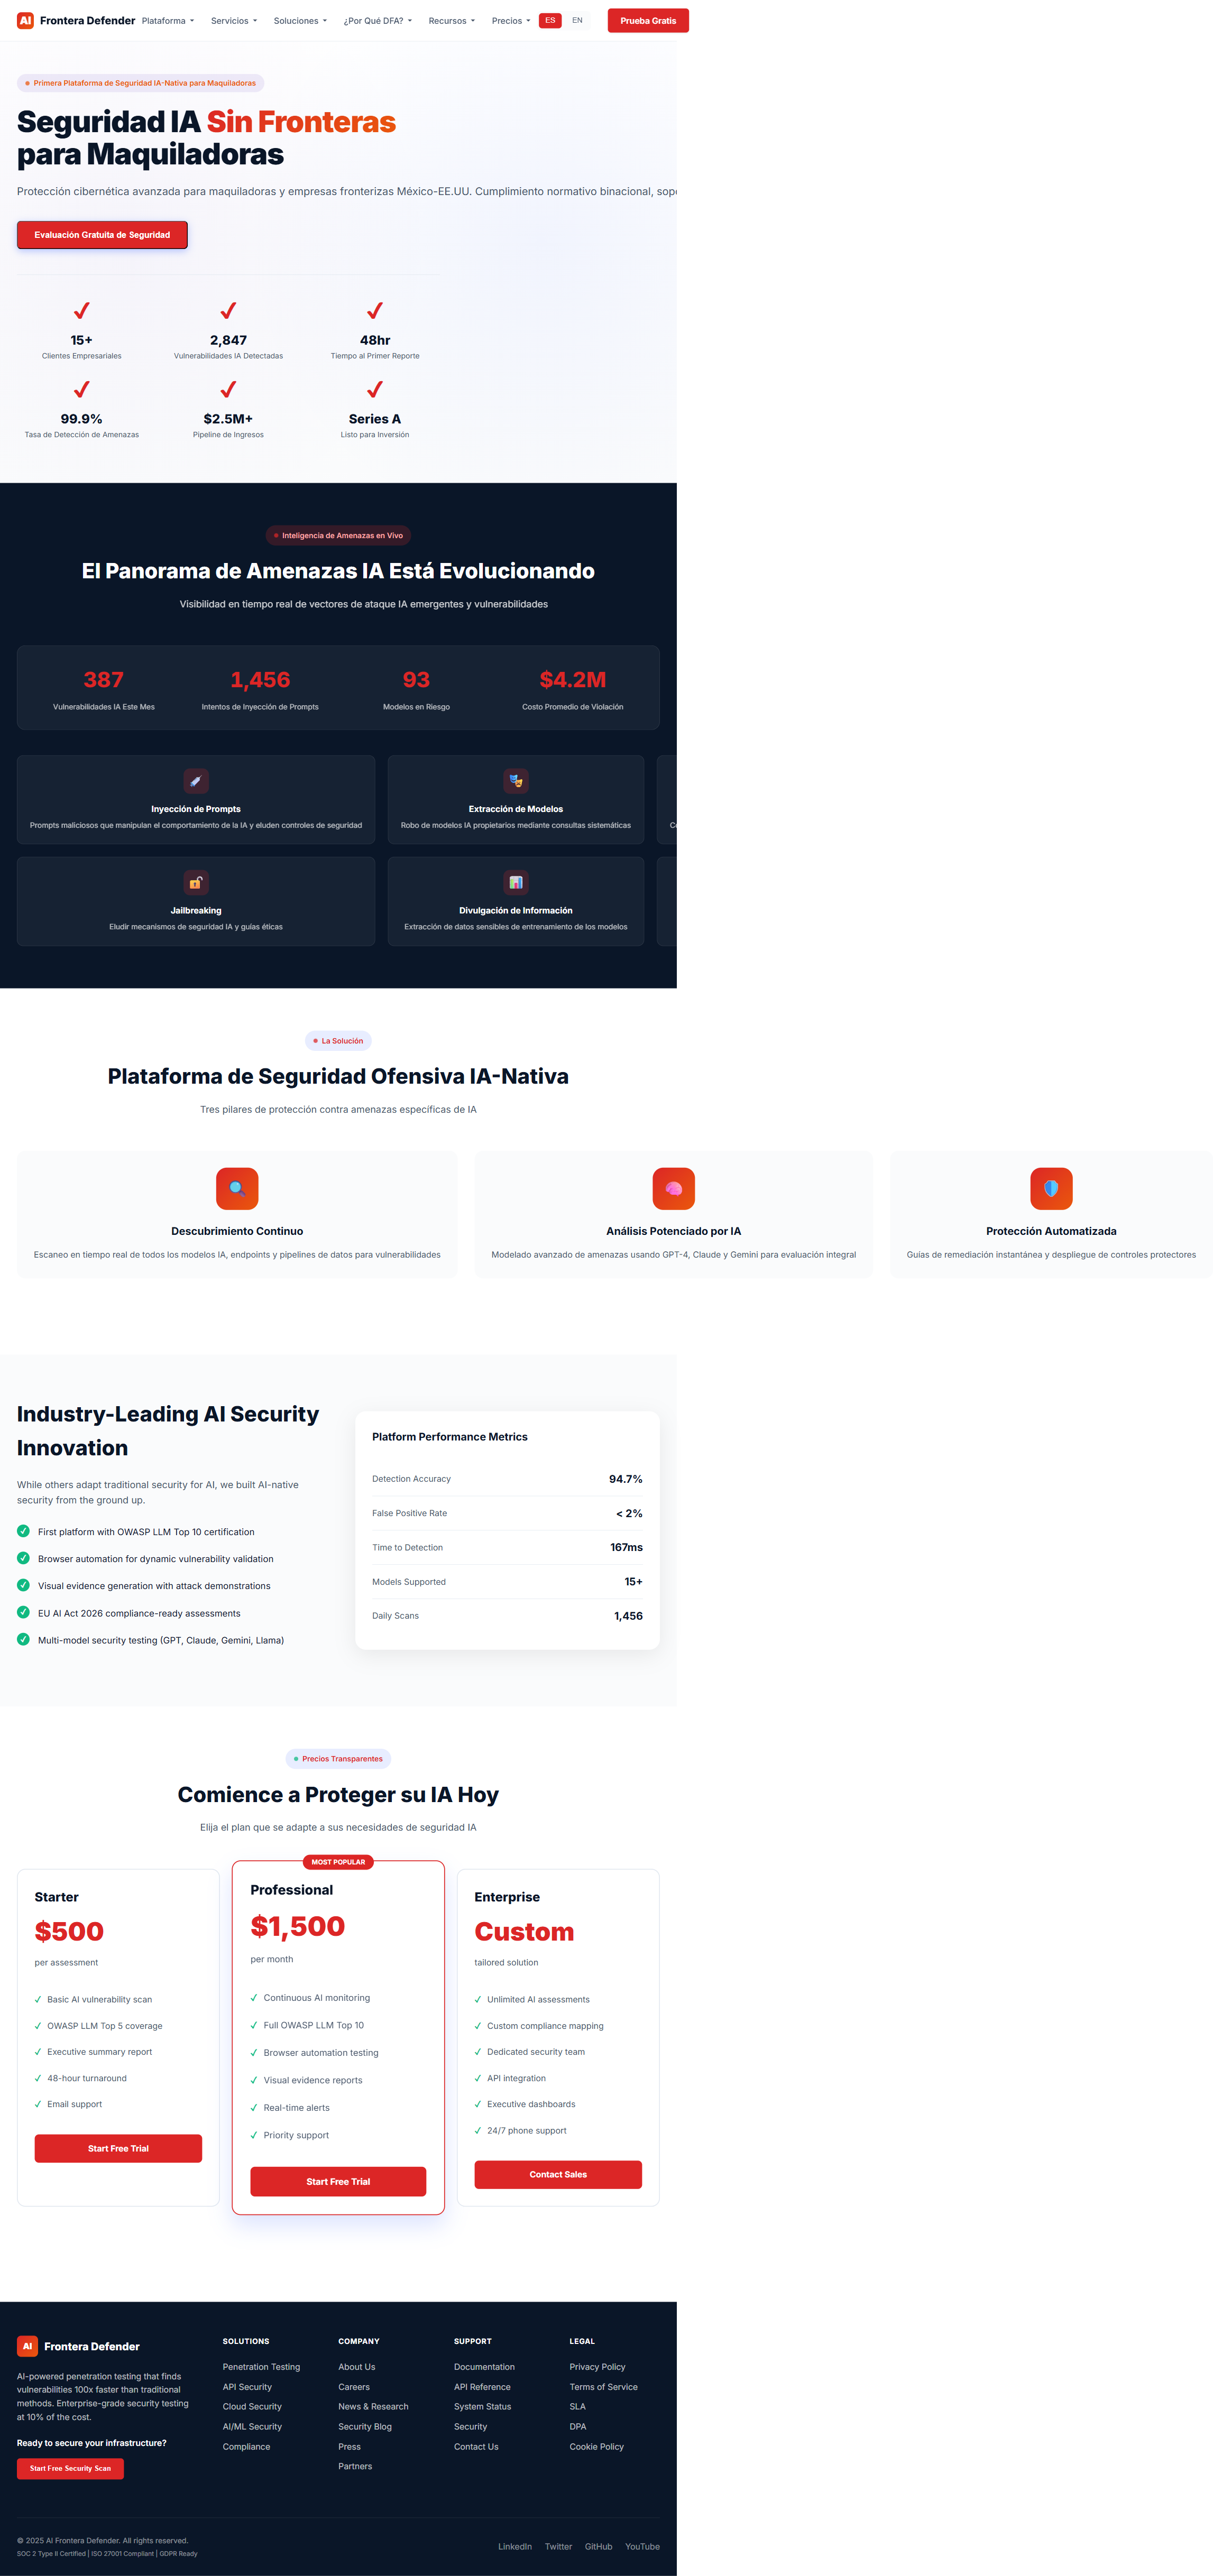 AI Frontera Defender Plataforma Servicios Soluciones ¿Por Qué DFA? Recursos Precios ES EN Prueba Gratis
Primera Plataforma de Seguridad IA-Nativa para Maquiladoras
Seguridad IA Sin Fronteras
para Maquiladoras
Protección cibernética avanzada para maquiladoras y empresas fronterizas México-EE.UU. Cumplimiento normativo binacional,
Evaluación Gratuita de Seguridad
15+ 2,847 48hr
Clientes Empresariales Vulnerabilidades IA Detectadas Tiempo al Primer Reporte
99.9% $2.5M+ Series A
Tasa de Detección de Amenazas Pipeline de Ingresos Listo para Inversión
Inteligencia de Amenazas en Vivo
El Panorama de Amenazas IA Está Evolucionando
Visibilidad en tiempo real de vectores de ataque IA emergentes y vulnerabilidades
387 1,456 93 $4.2M
Vulnerabilidades IA Este Mes Intentos de Inyección de Prompts Modelos en Riesgo Costo Promedio de Violación
Inyección de Prompts Extracción de Modelos
Prompts maliciosos que manipulan el comportamiento de la IA y eluden controles de seguridad Robo de modelos IA propietarios mediante consultas sistemáticas
Jailbreaking Divulgación de Información
Eludir mecanismos de seguridad IA y guías éticas Extracción de datos sensibles de entrenamiento de los modelos
La Solución
Plataforma de Seguridad Ofensiva IA-Nativa
Tres pilares de protección contra amenazas específicas de IA
Descubrimiento Continuo Análisis Potenciado por IA Protección Automatizada
Escaneo en tiempo real de todos los modelos IA, endpoints y pipelines de datos para vulnerabilidades Modelado avanzado de amenazas usando GPT-4, Claude y Gemini para evaluación integral Guías de remediación instantánea y despliegue de controles protectores
Industry-Leading AI Security
Innovation
While others adapt traditional security for AI, we built AI-native
security from the ground up.
First platform with OWASP LLM Top 10 certification
Browser automation for dynamic vulnerability validation
Visual evidence generation with attack demonstrations
EU AI Act 2026 compliance-ready assessments
Multi-model security testing (GPT, Claude, Gemini, Llama)
Platform Performance Metrics
Detection Accuracy 94.7%
False Positive Rate < 2%
Time to Detection 167ms
Models Supported 15+
Daily Scans 1,456
Precios Transparentes
Comience a Proteger su IA Hoy
Elija el plan que se adapte a sus necesidades de seguridad IA
Starter
$500
per assessment
Basic AI vulnerability scan
OWASP LLM Top 5 coverage
Executive summary report
48-hour turnaround
Email support
Start Free Trial
MOST POPULAR
Professional
$1,500
per month
Continuous AI monitoring
Full OWASP LLM Top 10
Browser automation testing
Visual evidence reports
Real-time alerts
Priority support
Start Free Trial
Enterprise
Custom
tailored solution
Unlimited AI assessments
Custom compliance mapping
Dedicated security team
API integration
Executive dashboards
24/7 phone support
Contact Sales
AI Frontera Defender
AI-powered penetration testing that finds
vulnerabilities 100x faster than traditional
methods. Enterprise-grade security testing
at 10% of the cost.
Ready to secure your infrastructure?
Start Free Security Scan
SOLUTIONS
Penetration Testing
API Security
Cloud Security
AI/ML Security
Compliance
COMPANY
About Us
Careers
News & Research
Security Blog
Press
Partners
SUPPORT
Documentation
API Reference
System Status
Security
Contact Us
LEGAL
Privacy Policy
Terms of Service
SLA
DPA
Cookie Policy
© 2025 AI Frontera Defender. All rights reserved.
SOC 2 Type II Certified | ISO 27001 Compliant | GDPR Ready
LinkedIn Twitter GitHub YouTube